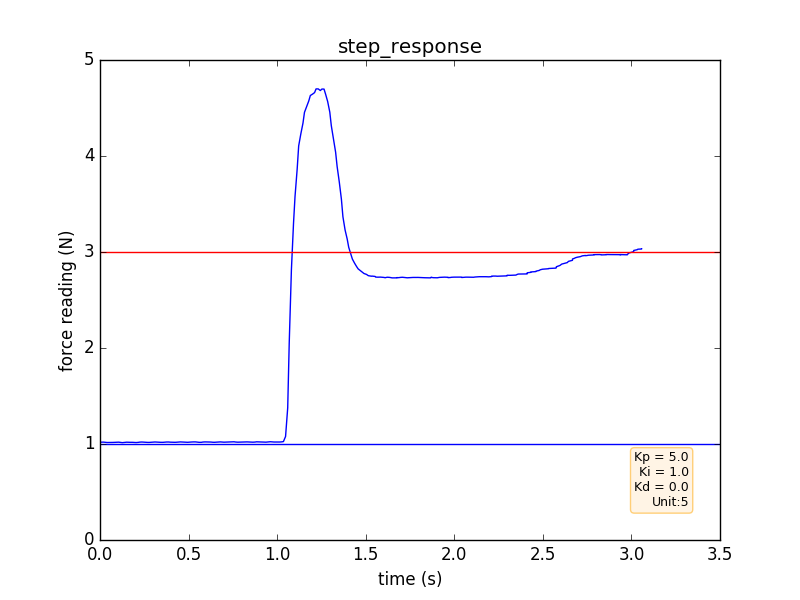 step_response
force reading (N)
5
4
3
2
1
0
Kp = 5.0
Ki = 1.0
Kd = 0.0
Unit:5
0.0 0.5 1.0 1.5 2.0 2.5 3.0 3.5
time (s)